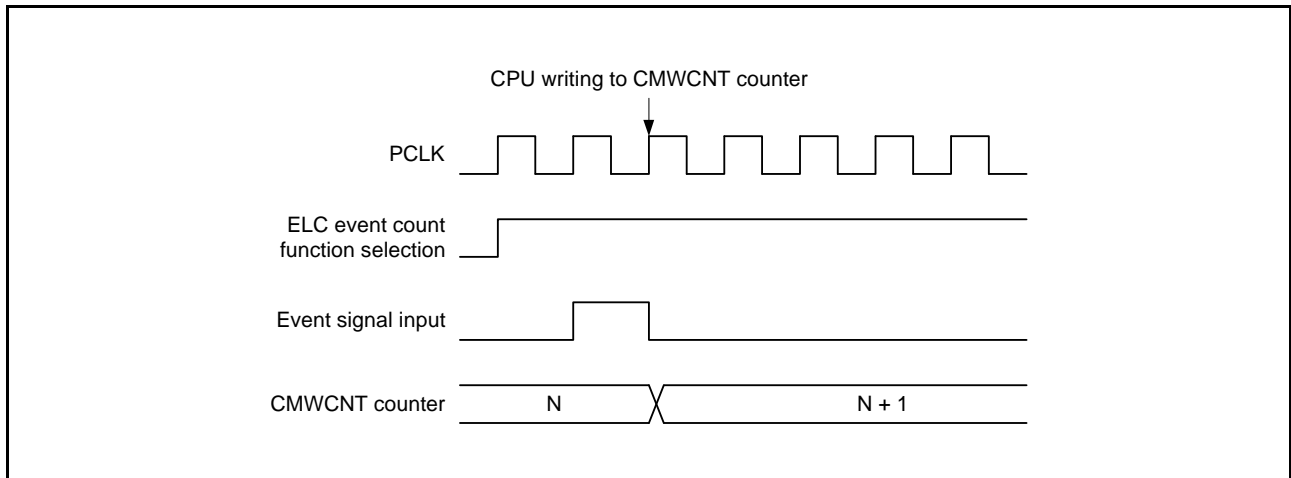 CPU writing to CMWCNT counter
PCLK
ELC event count
function selection
Event signal input
CMWCNT counter
N
N + 1